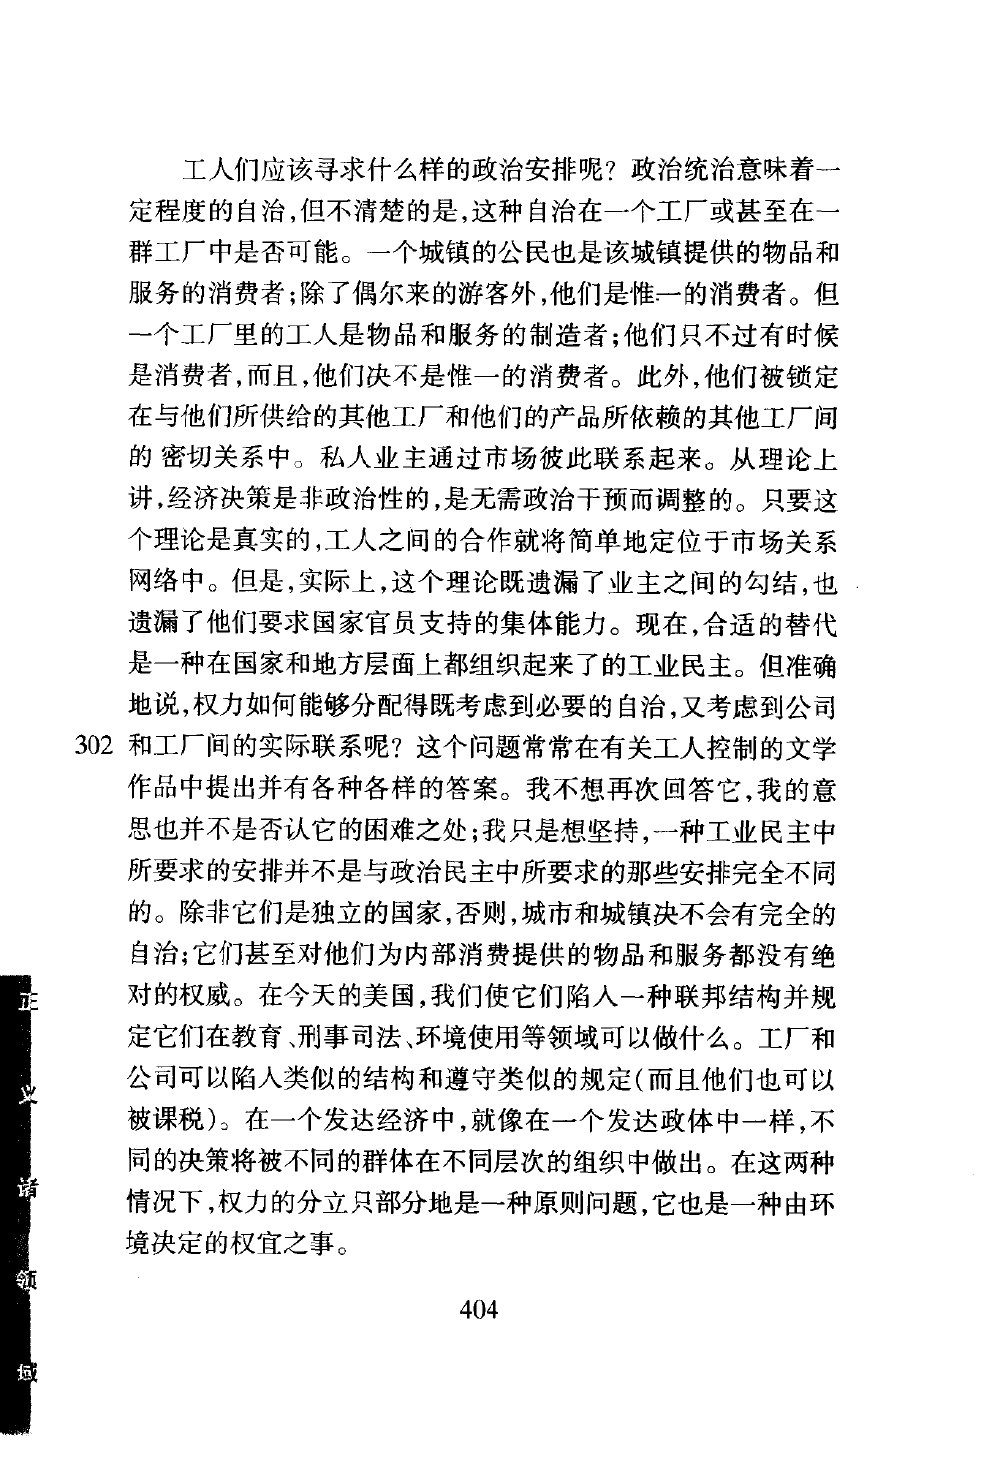 工人们应该寻求什么样的政治安排呢？政治统治意味着一
定程度的自治,但不清楚的是,这种自治在一个工厂或甚至在一
群工厂中是否可能。一个城镇的公民也是该城镇提供的物品和
服务的消费者;除了偶尔来的游客外,他们是惟一的消费者。但
一个工厂里的工人是物品和服务的制造者;他们只不过有时候
是消费者,而且,他们决不是惟一的消费者。此外,他们被锁定
在与他们所供给的其他工厂和他们的产品所依赖的其他工厂间
的 密切关系中。私人业主通过市场彼此联系起来。从理论上
讲,经济决策是非政治性的,是无需政治干预而调整的。只要这
个理论是真实的,工人之间的合作就将简单地定位于市场关系
网络中。但是,实际上,这个理论既遗漏了业主之间的勾结,也
遗漏了他们要求国家官员支持的集体能力。现在,合适的替代
是一种在国家和地方层面上都组织起来了的工业民主。但准确
地说,权力如何能够分配得既考虑到必要的自治,又考虑到公司
302 和工厂间的实际联系呢？这个问题常常在有关工人控制的文学
作品中提出并有各种各样的答案。我不想再次回答它,我的意
思也并不是否认它的困难之处;我只是想坚持,一种工业民主中
所要求的安排并不是与政治民主中所要求的那些安排完全不同
的。除非它们是独立的国家,否则,城市和城镇决不会有完全的
自治;它们甚至对他们为内部消费提供的物品和服务都没有绝
对的权威。在今天的美国,我们使它们陷人一种联邦结构并规
定它们在教育、刑事司法、环境使用等领域可以做什么。工厂和
公司可以陷人类似的结构和遵守类似的规定(而且他们也可以
被课税)。在一个发达经济中,就像在一个发达政体中一样,不
同的决策将被不同的群体在不同层次的组织中做出。在这两种
情况下,权力的分立只部分地是一种原则问题,它也是一种由环
境决定的权宜之事。
404
正
义
诸
领
域